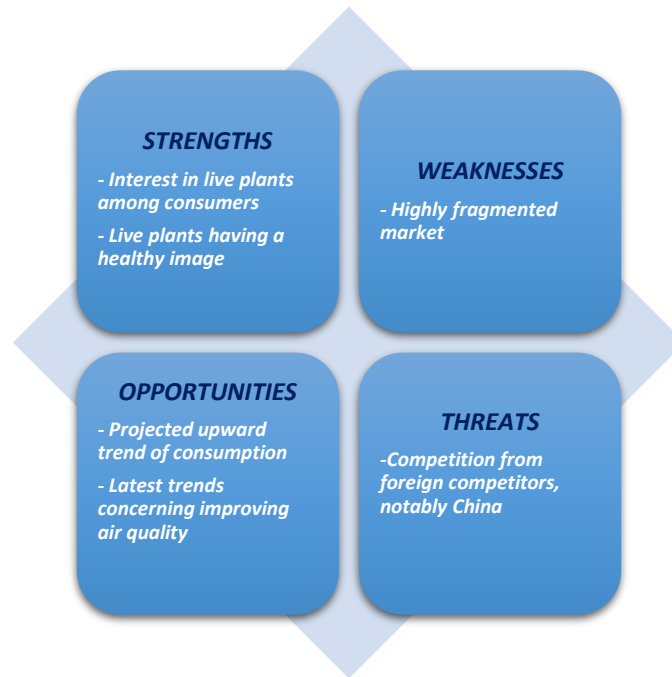 STRENGTHS
- Interest in live plants
among consumers
- Live plants having a
healthy image
WEAKNESSES
- Highly fragmented
market
OPPORTUNITIES
- Projected upward
trend of consumption
- Latest trends
concerning improving
air quality
THREATS
-Competition from
foreign competitors,
notably China